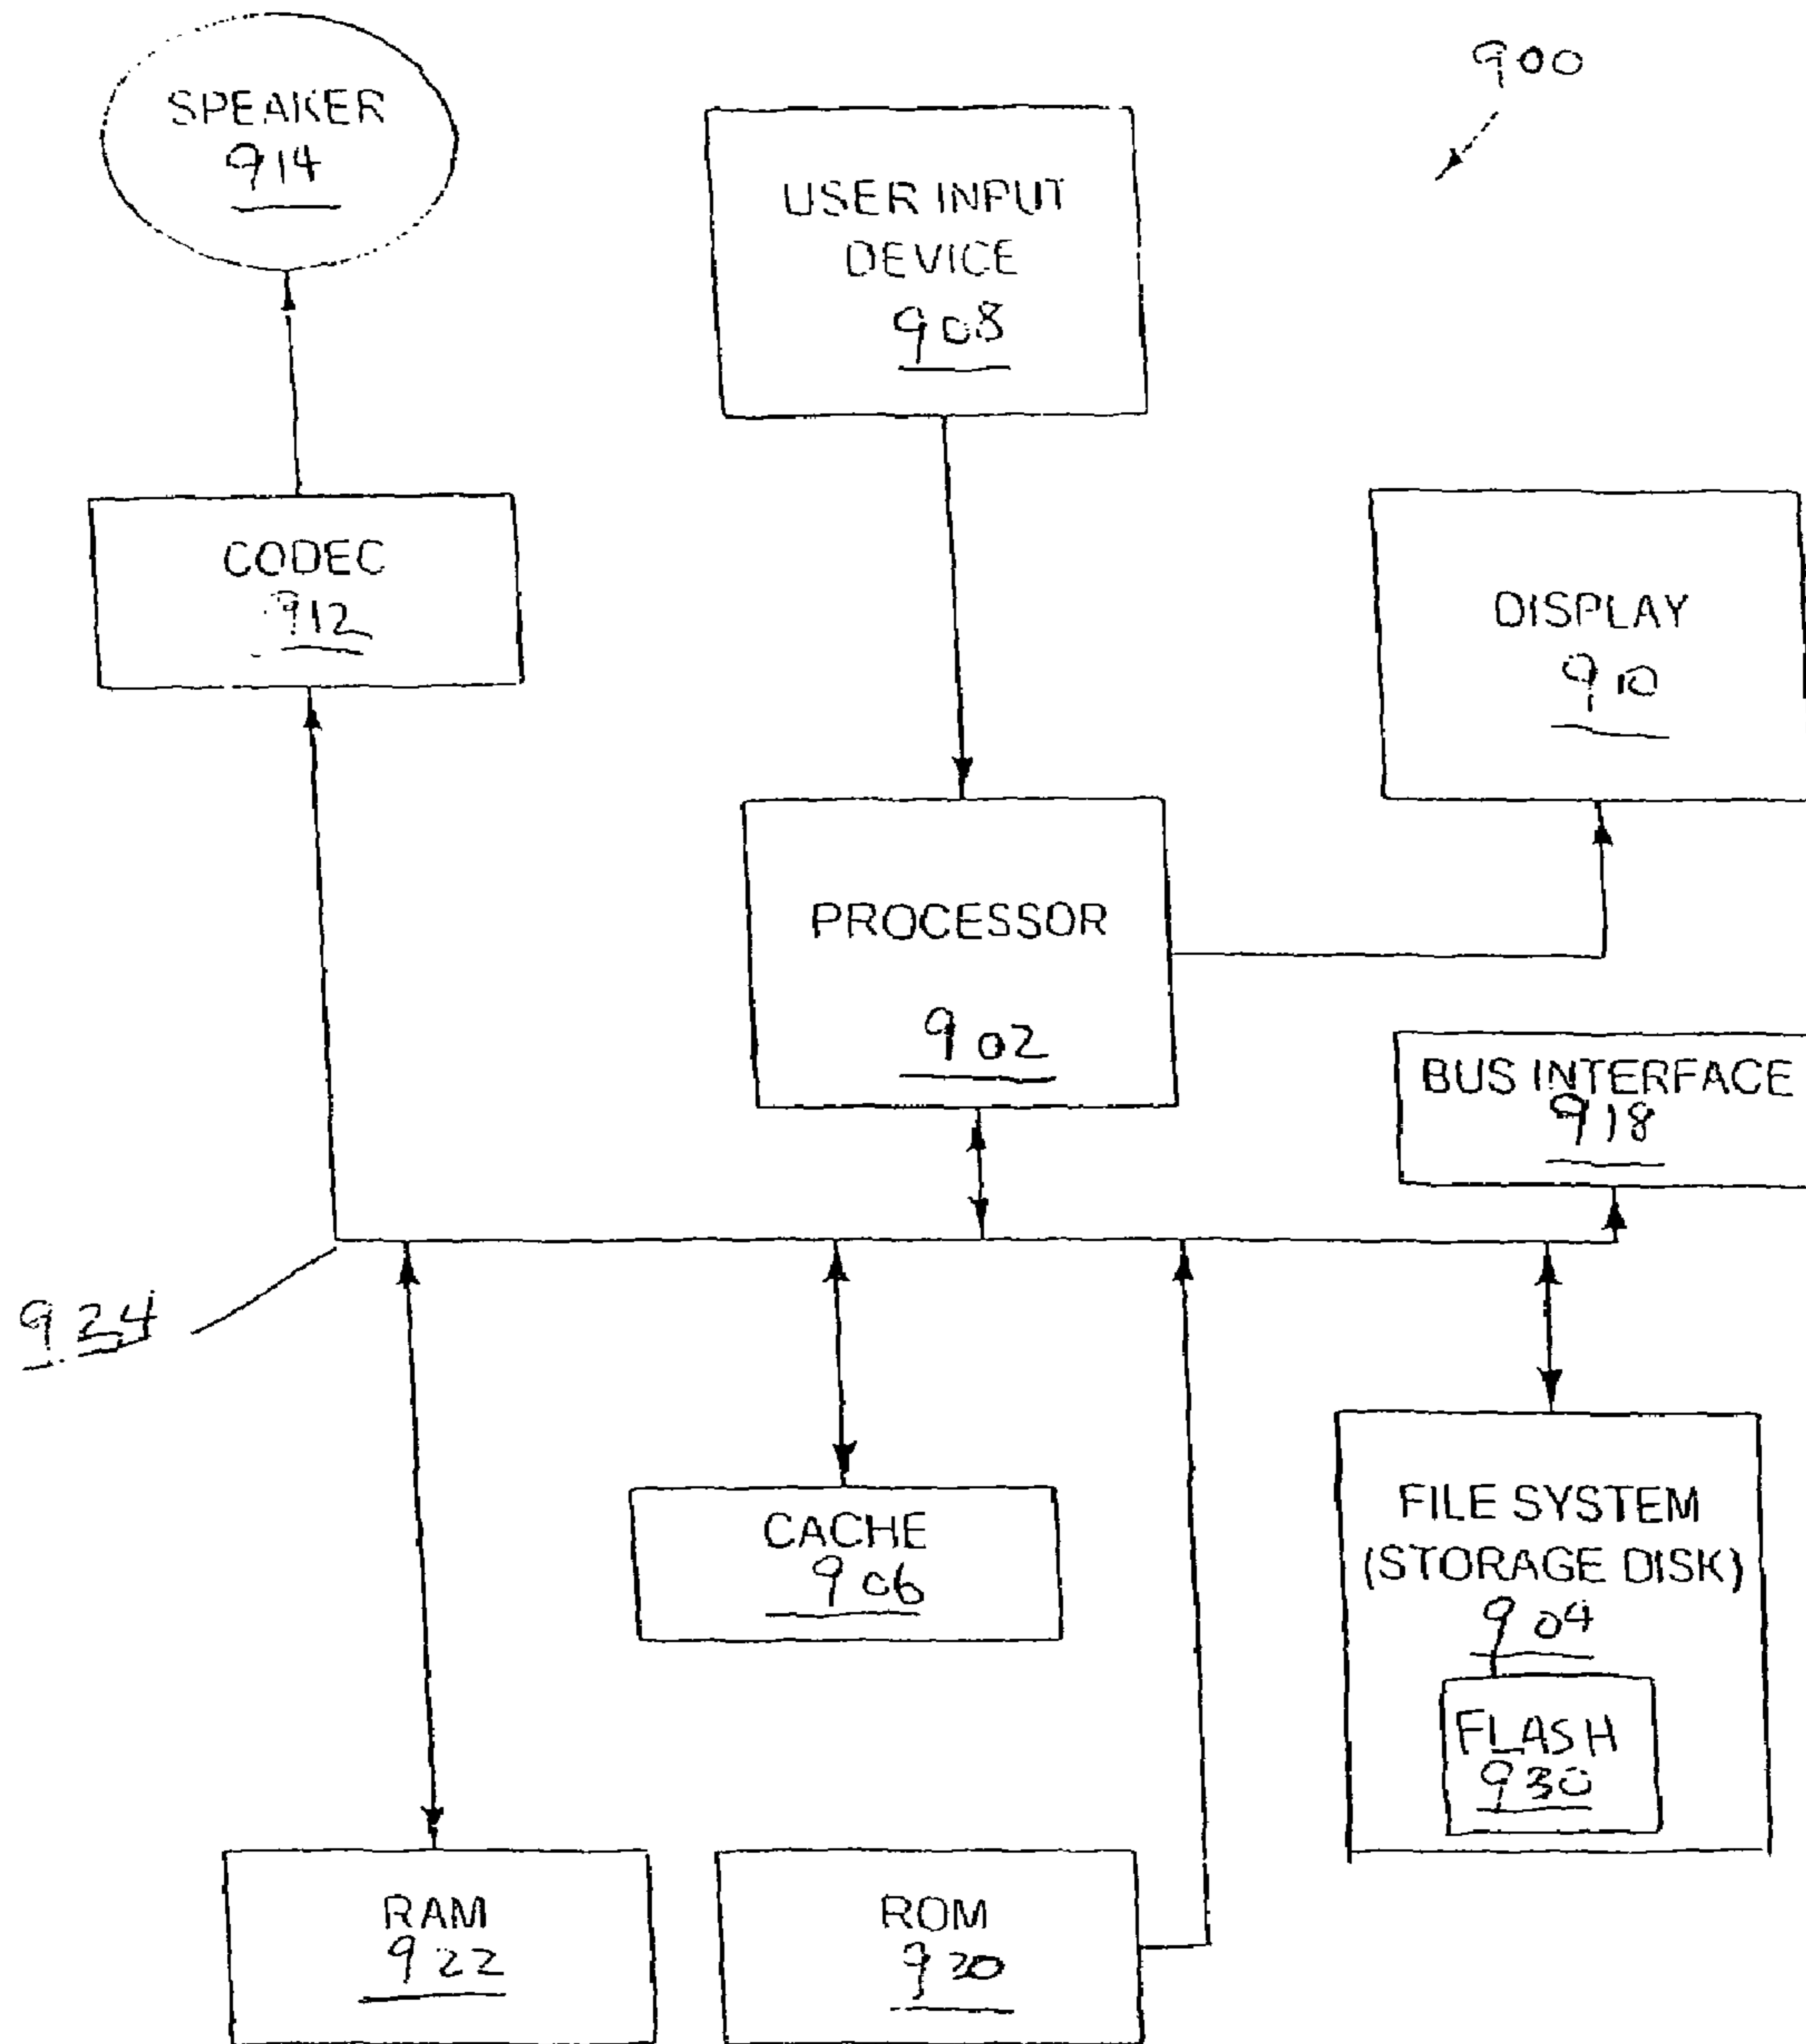 900
SPEAKER
914
USER INPUT
DEVICE
908
CODEC
912
DISPLAY
910
PROCESSOR
902
BUS INTERFACE
918
924
CACHE
906
FILE SYSTEM
(STORAGE DISK)
904
FLASH
930
RAM
922
ROM
920